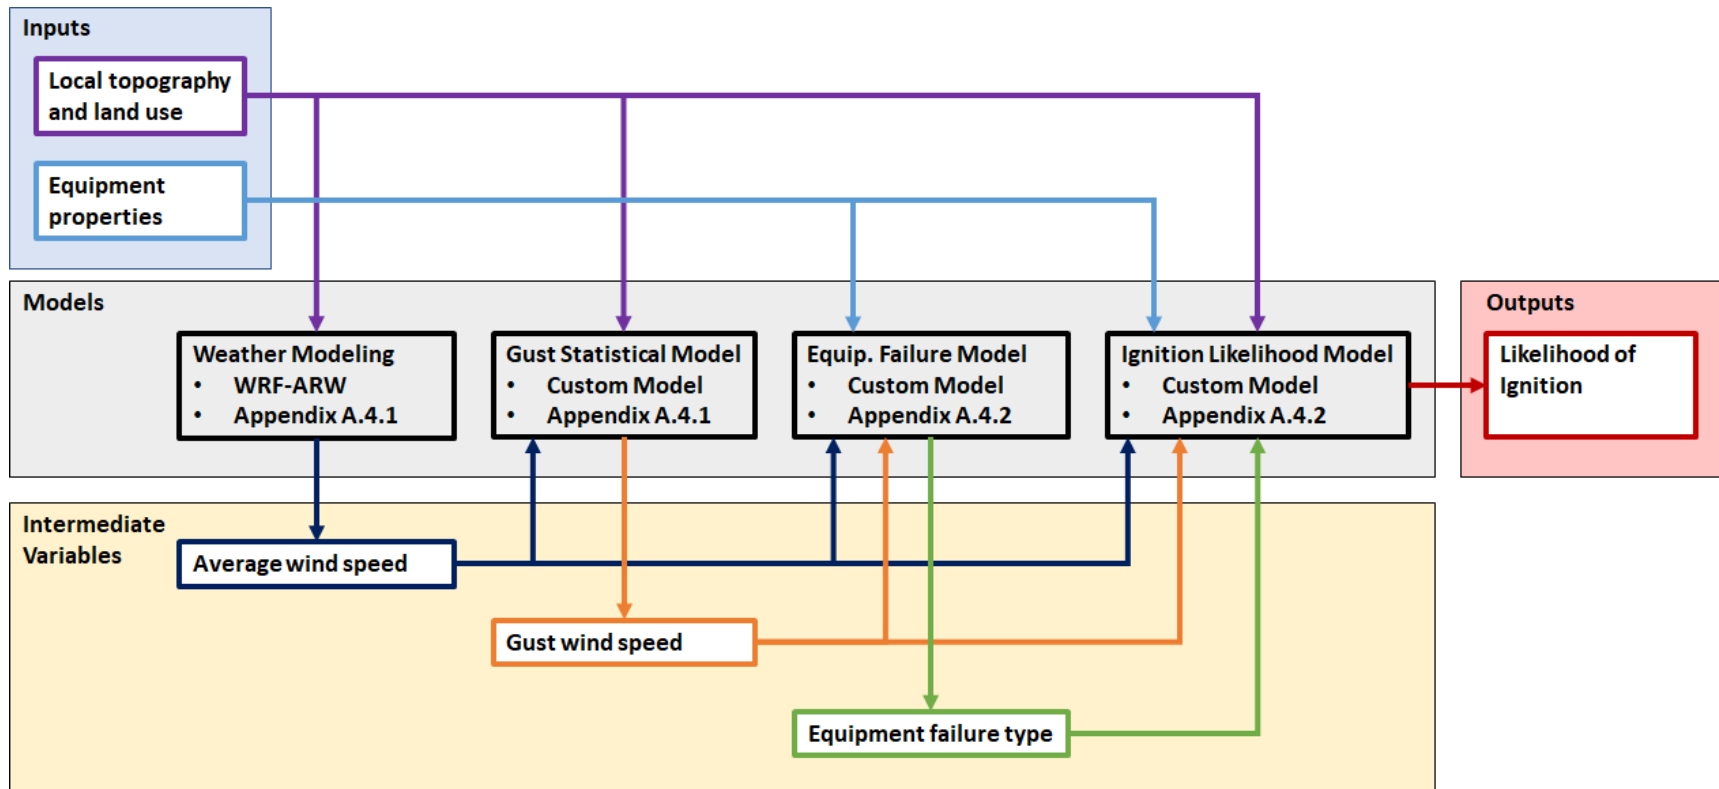 Inputs
Local topography
and land use
Equipment
properties
Models
Weather Modeling
• WRF-ARW
• Appendix A.4.1
Gust Statistical Model
• Custom Model
• Appendix A.4.1
Equip. Failure Model
• Custom Model
• Appendix A.4.2
Ignition Likelihood Model
• Custom Model
• Appendix A.4.2
Outputs
Likelihood of
Ignition
Intermediate
Variables
Average wind speed
Gust wind speed
Equipment failure type